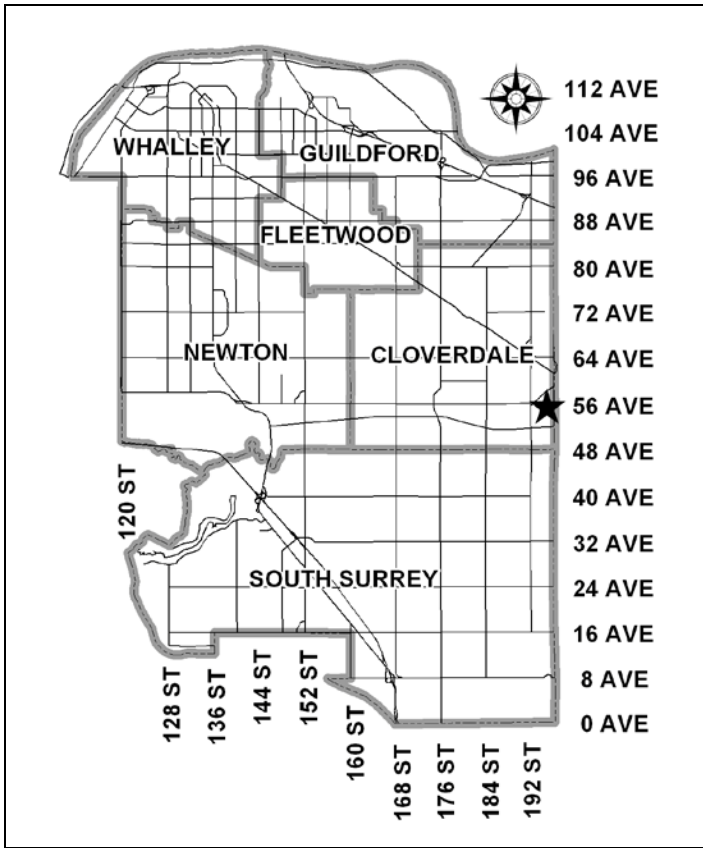 112 AVE
104 AVE
WHALLEY
GUILDFORD
96 AVE
88 AVE
FLEETWOOD
80 AVE
72 AVE
NEWTON
CLOVERDALE
64 AVE
56 AVE
48 AVE
120 ST
40 AVE
32 AVE
SOUTH SURREY
24 AVE
16 AVE
8 AVE
0 AVE
128 ST
136 ST
144 ST
152 ST
160 ST
168 ST
176 ST
184 ST
192 ST